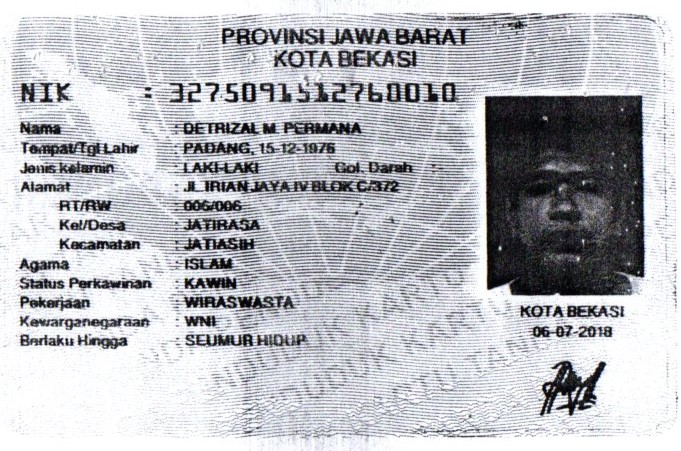 PROVINSI JAWA BARAT
KOTA BEKASI
NIK : 3275091512760010
Nama : DETRIZAL M. PERMANA
Tempat/Tgl Lahir : PADANG, 15-12-1976
Jenis kelamin : LAKI-LAKI Gol. Darah : -
Alamat : JL IRIAN JAYA IV BLOK C/372
RT/RW : 006/006
Kel/Desa : JATIRASA
Kecamatan : JATIASIH
Agama : ISLAM
Status Perkawinan : KAWIN
Pekerjaan : WIRASWASTA
Kewarganegaraan : WNI
Berlaku Hingga : SEUMUR HIDUP
KOTA BEKASI
06-07-2018